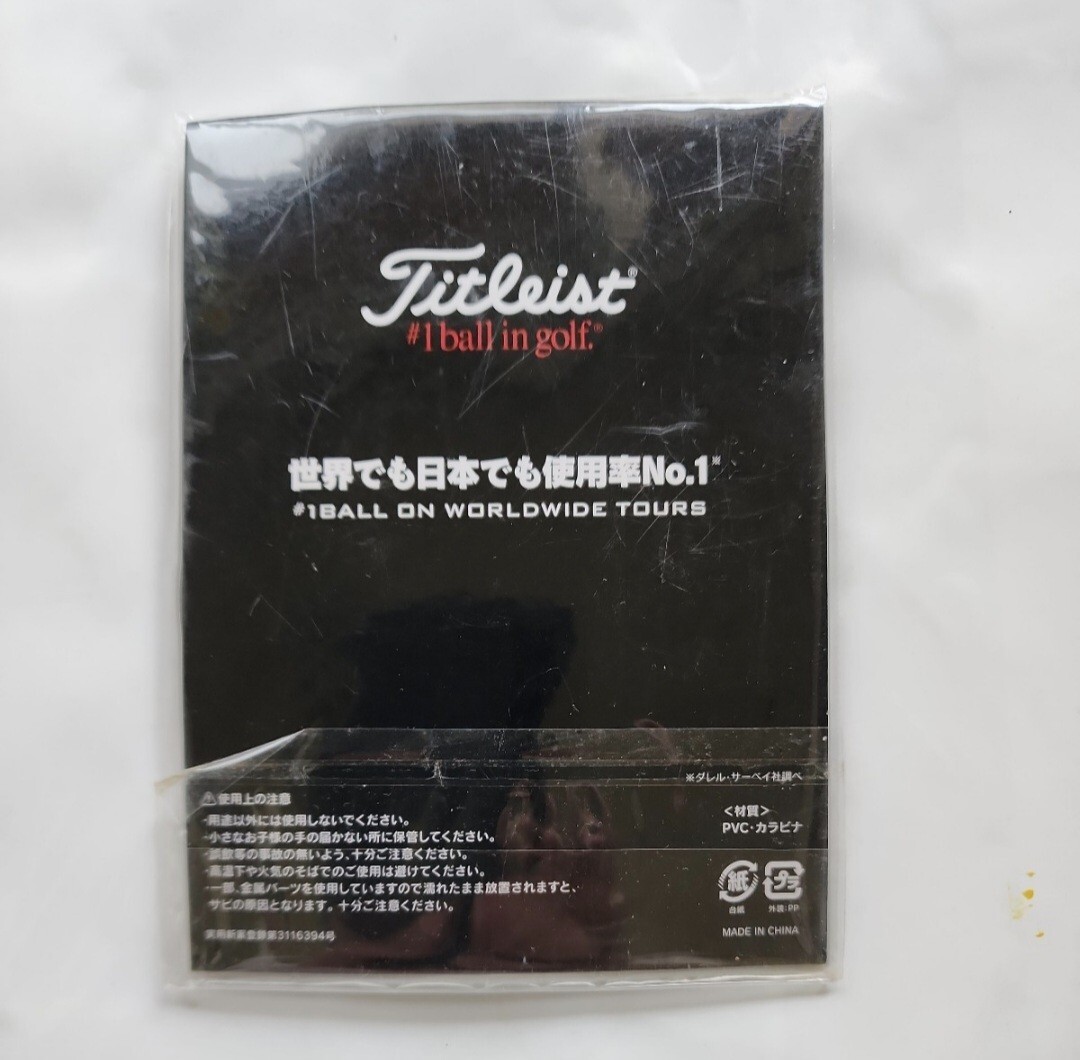 Titleist®
#1 ball in golf.®
世界でも日本でも使用率No.1※
#1BALL ON WORLDWIDE TOURS
※ダレル・サーベイ社調べ
⚠使用上の注意
・用途以外には使用しないでください。
・小さなお子様の手の届かない所に保管してください。
・誤飲等の事故の無いよう、十分ご注意ください。
・高温下や火気のそばでのご使用は避けてください。
・一部、金属パーツを使用していますので濡れたまま放置されますと、
サビの原因となります。十分ご注意ください。
実用新案登録第3116394号
<材質>
PVC・カラビナ
紙
プラ
台紙
外装:PP
MADE IN CHINA